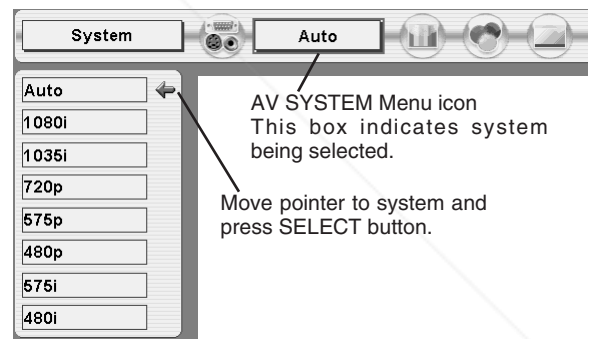 System
Auto
Auto
1080i
1035i
720p
575p
480p
575i
480i
AV SYSTEM Menu icon
This box indicates system
being selected.
Move pointer to system and
press SELECT button.